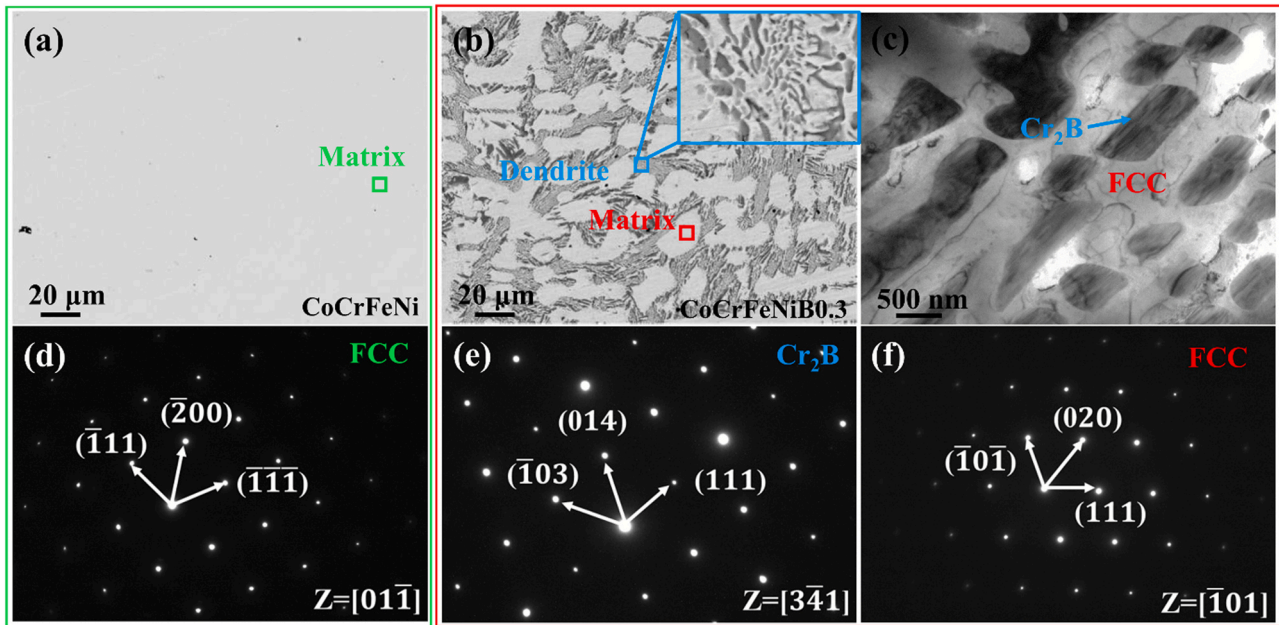 (a)
Matrix
20 μm
CoCrFeNi
(b)
Dendrite
Matrix
20 μm
CoCrFeNiB0.3
(c)
Cr₂B
FCC
500 nm
(d)
FCC
(2̅00)
(1̅11)
(1̅1̅1̅)
Z=[011̅]
(e)
Cr₂B
(014)
(1̅03)
(111)
Z=[34̅1]
(f)
FCC
(020)
(1̅01̅)
(111)
Z=[1̅01]